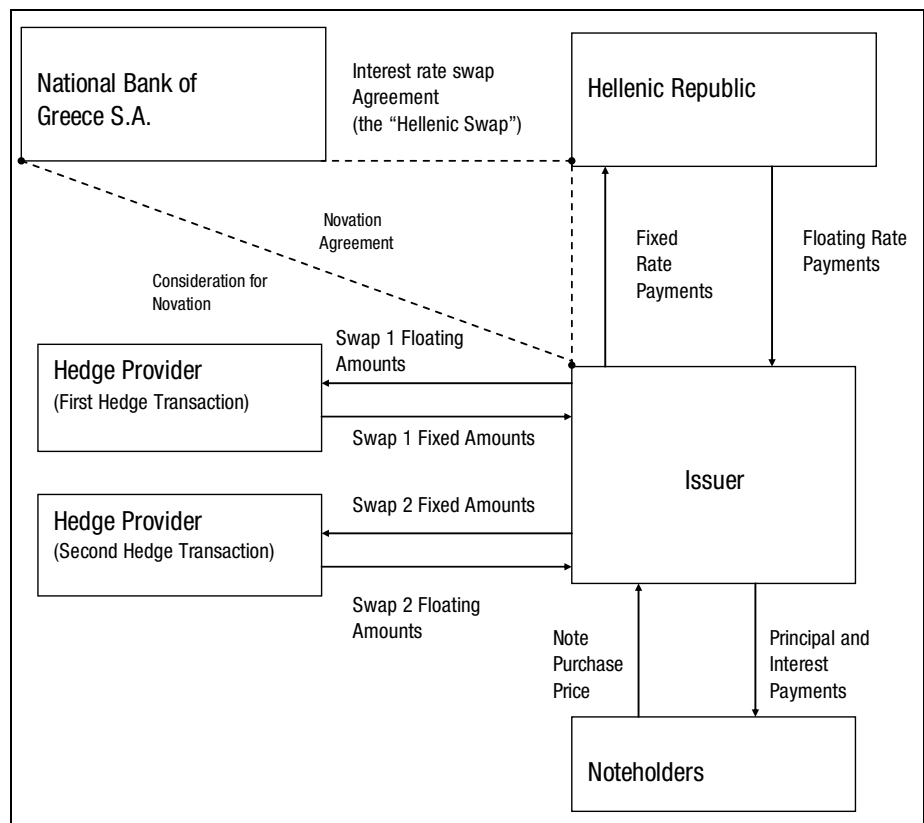 National Bank of
Greece S.A.
Interest rate swap
Agreement
(the “Hellenic Swap”)
Hellenic Republic
Novation
Agreement
Consideration for
Novation
Fixed
Rate
Payments
Floating Rate
Payments
Swap 1 Floating
Amounts
Hedge Provider
(First Hedge Transaction)
Swap 1 Fixed Amounts
Issuer
Swap 2 Fixed Amounts
Hedge Provider
(Second Hedge Transaction)
Swap 2 Floating
Amounts
Note
Purchase
Price
Principal and
Interest
Payments
Noteholders